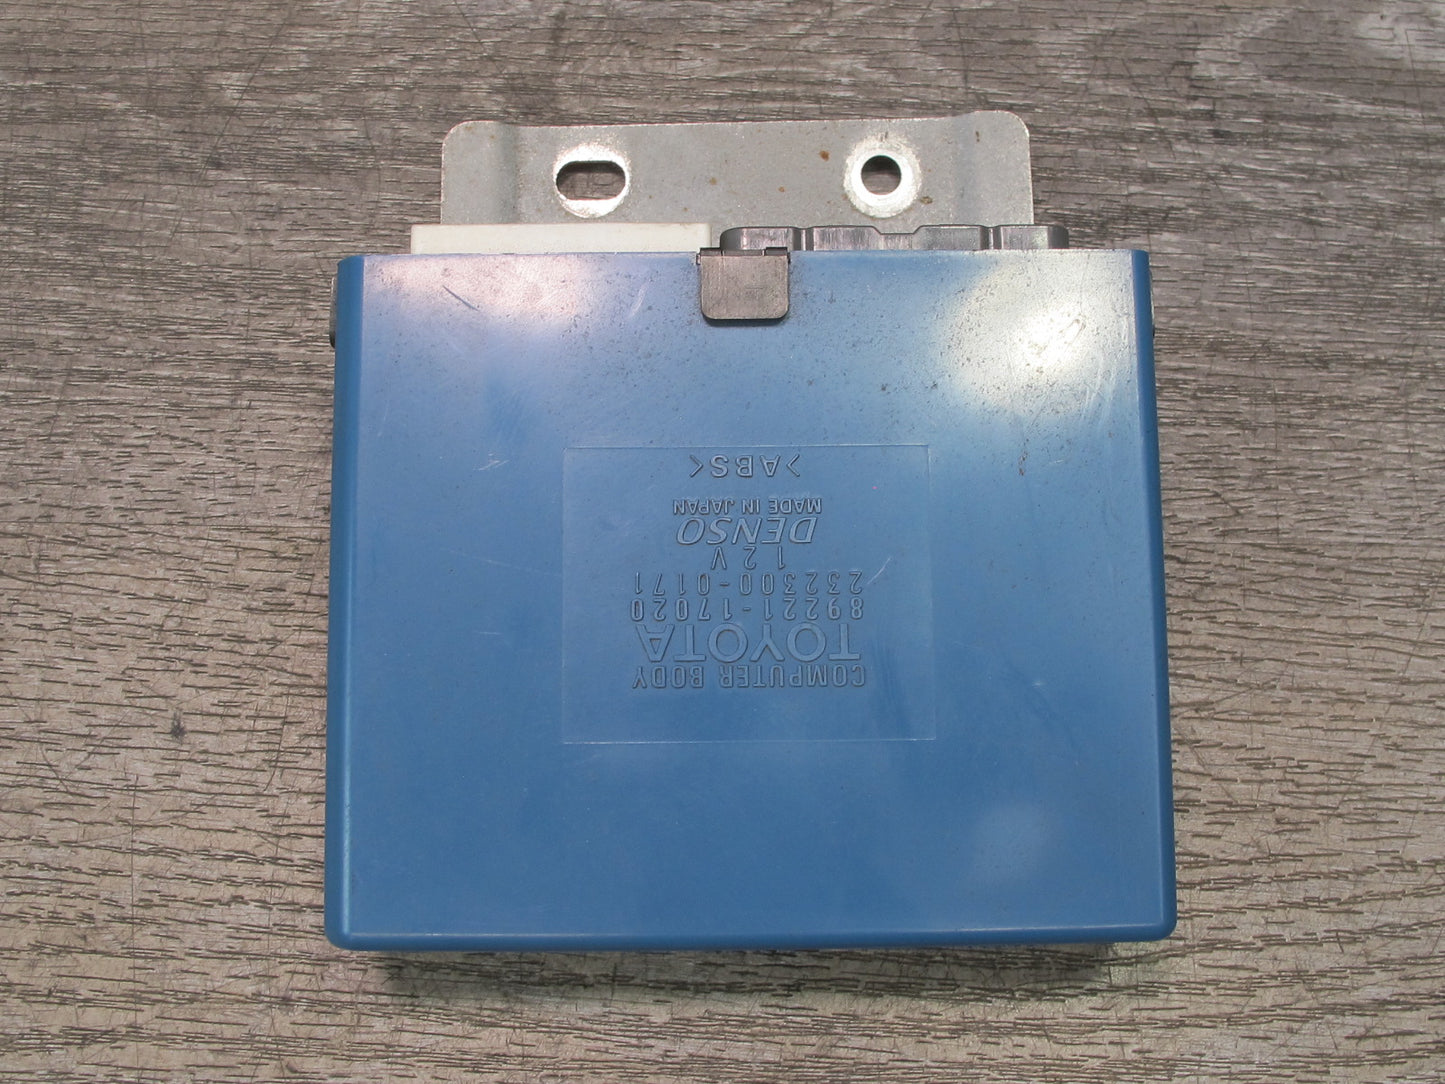 COMPUTER BODY
TOYOTA
89221-17020
232300-0171
12V
DENSO
MADE IN JAPAN
>ABS<